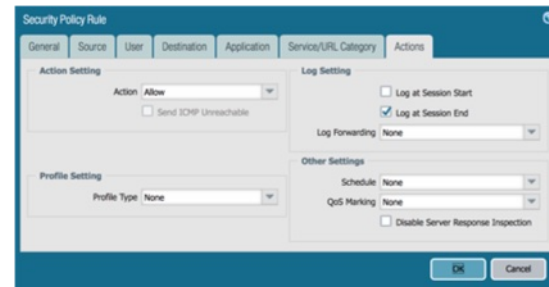 Security Policy Rule
General Source User Destination Application Service/URL Category Actions
Action Setting
Action Allow
Send ICMP Unreachable
Profile Setting
Profile Type None
Log Setting
Log at Session Start
Log at Session End
Log Forwarding None
Other Settings
Schedule None
QoS Marking None
Disable Server Response Inspection
OK Cancel